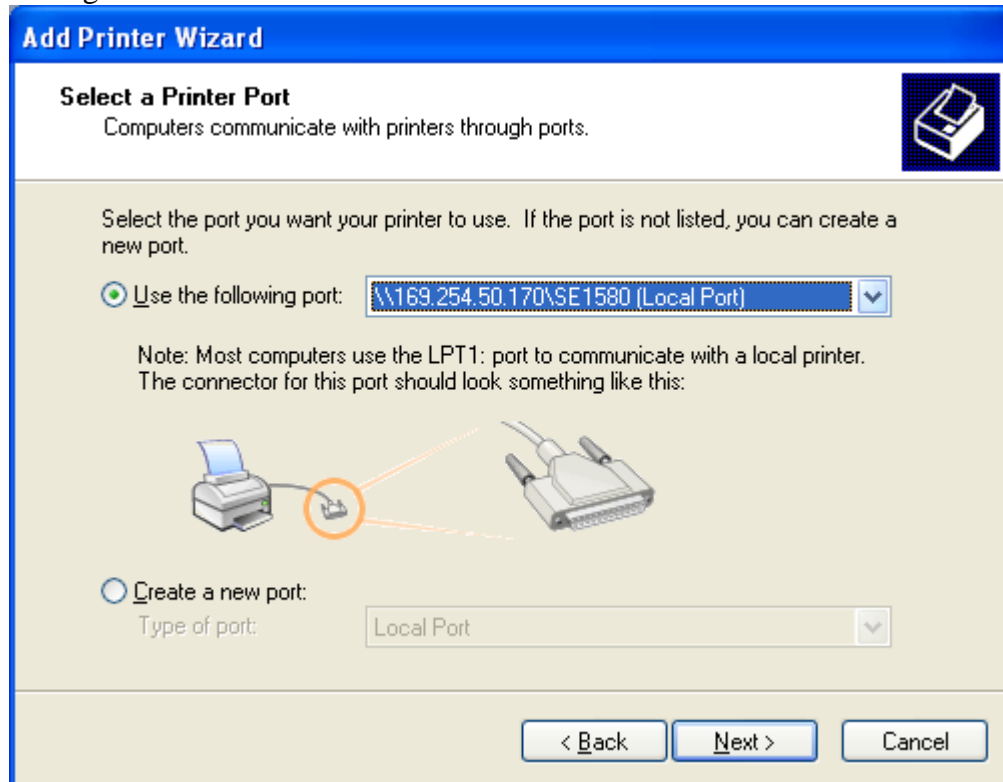 Add Printer Wizard
Select a Printer Port
Computers communicate with printers through ports.
Select the port you want your printer to use.  If the port is not listed, you can create a
new port.
Use the following port:
\\169.254.50.170\SE1580 (Local Port)
Note: Most computers use the LPT1: port to communicate with a local printer.
The connector for this port should look something like this:
Create a new port:
Type of port:
Local Port
< Back
Next >
Cancel